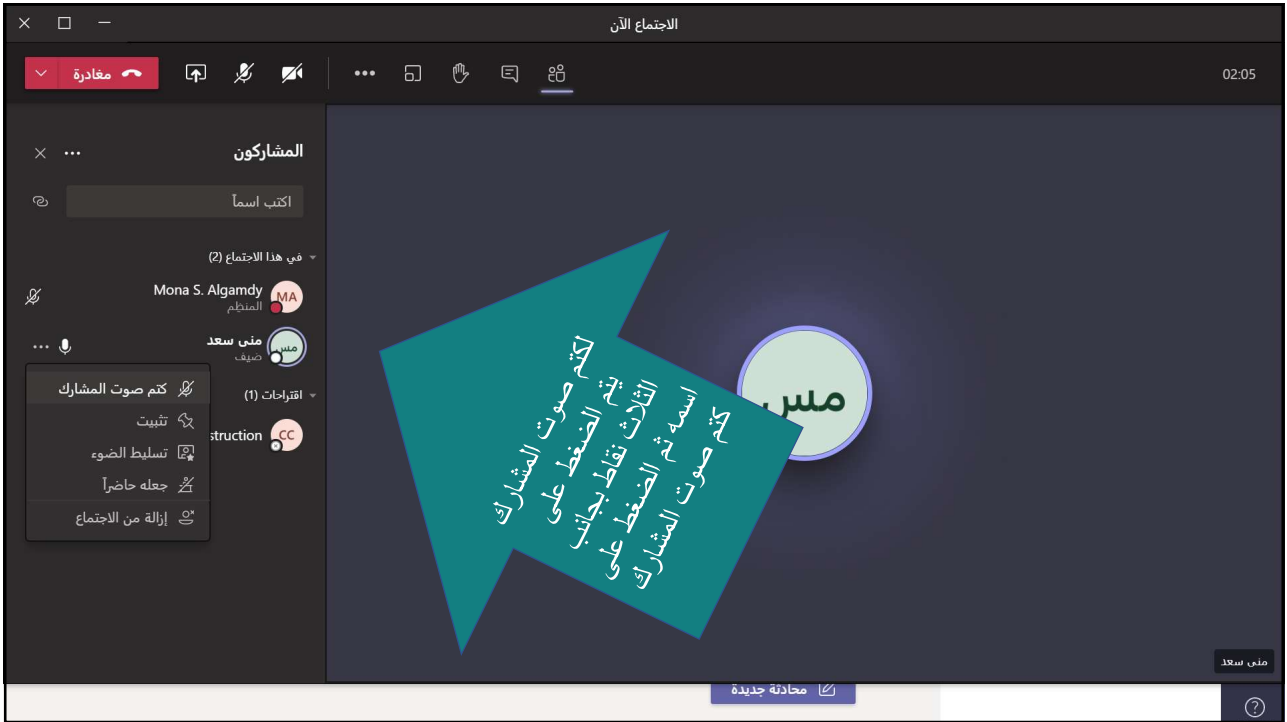 الاجتماع الآن
مغادرة
02:05
المشاركون
اكتب اسماً
في هذا الاجتماع (2)
Mona S. Algamdy
المنظِم
MA
منى سعد
ضيف
مس
كتم صوت المشارك
تثبيت
تسليط الضوء
جعله حاضراً
إزالة من الاجتماع
اقتراحات (1)
struction
CC
لكتم صوت المشارك
يتم الضغط على
الثلاث نقاط بجانب
اسمه ثم الضغط على
كتم صوت المشارك
مس
منى سعد
محادثة جديدة